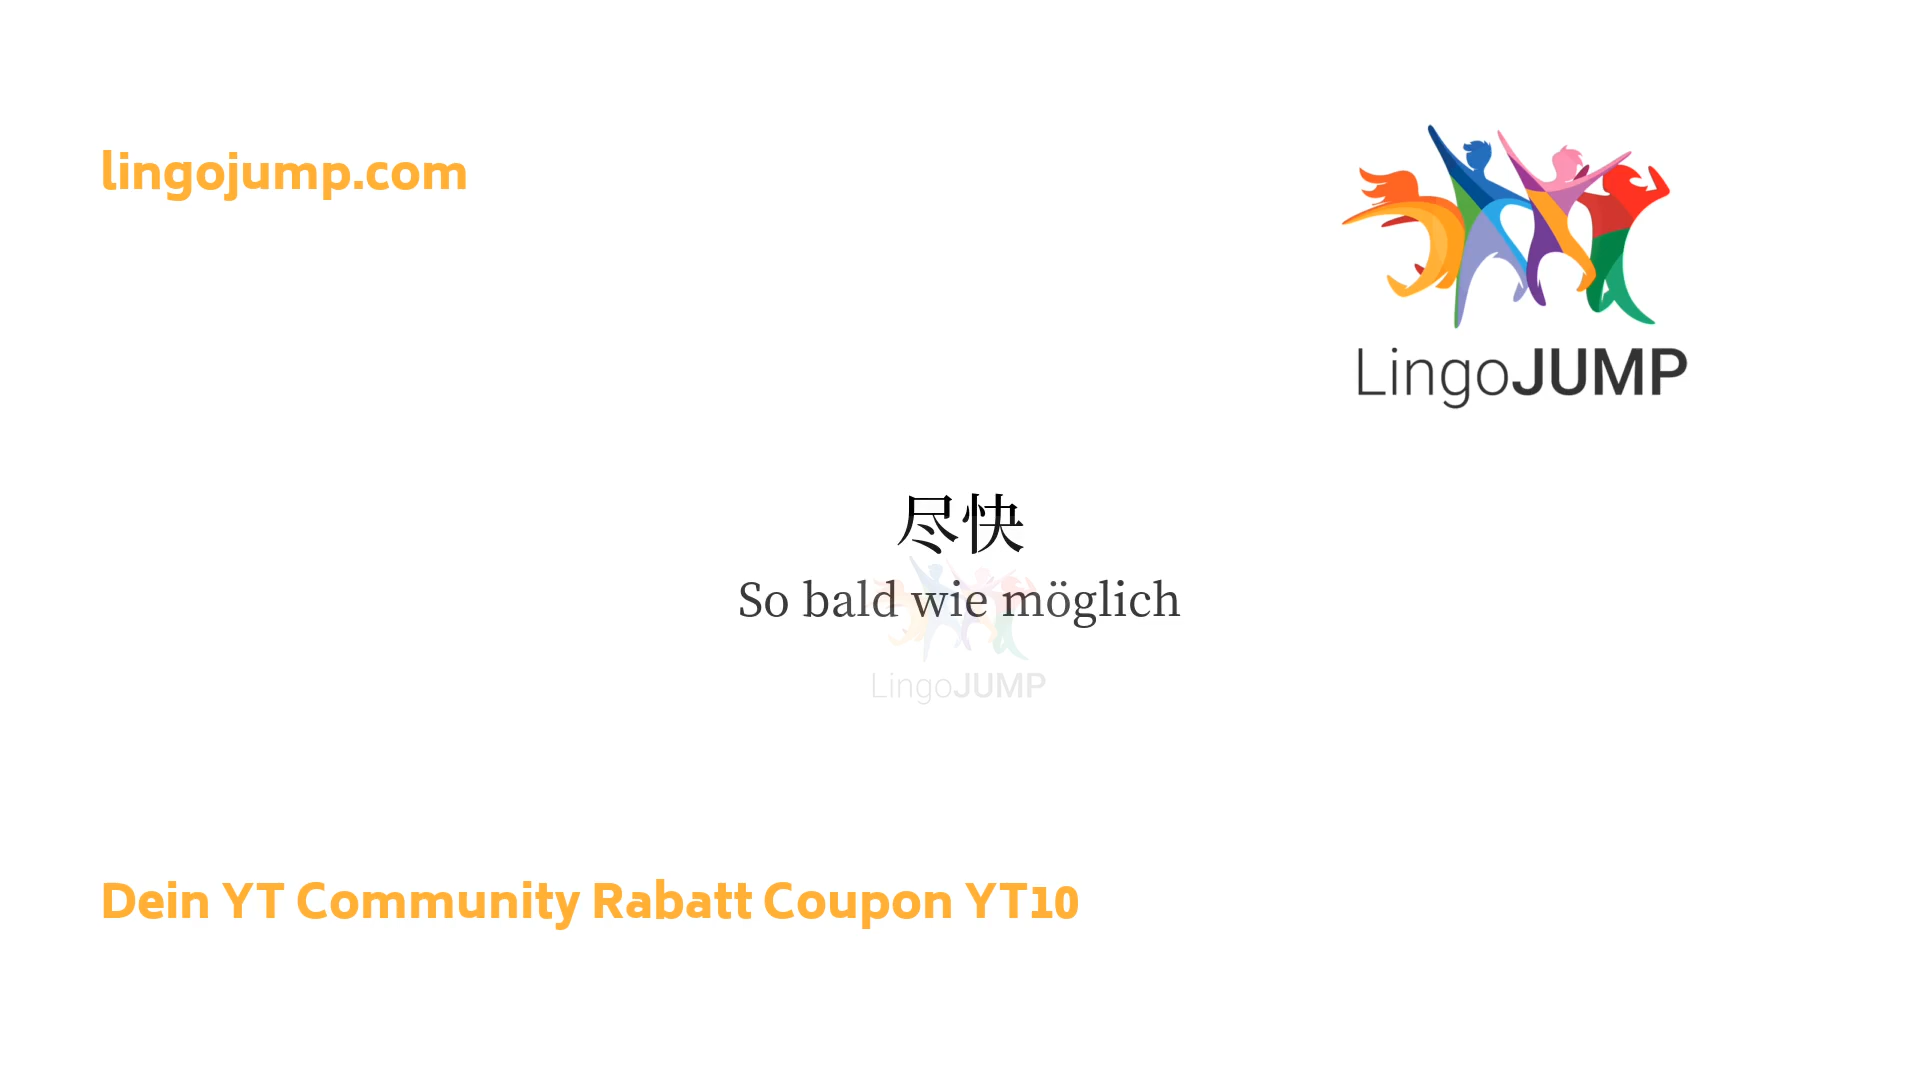 lingojump.com
LingoJUMP
尽快
So bald wie möglich
LingoJUMP
Dein YT Community Rabatt Coupon YT10